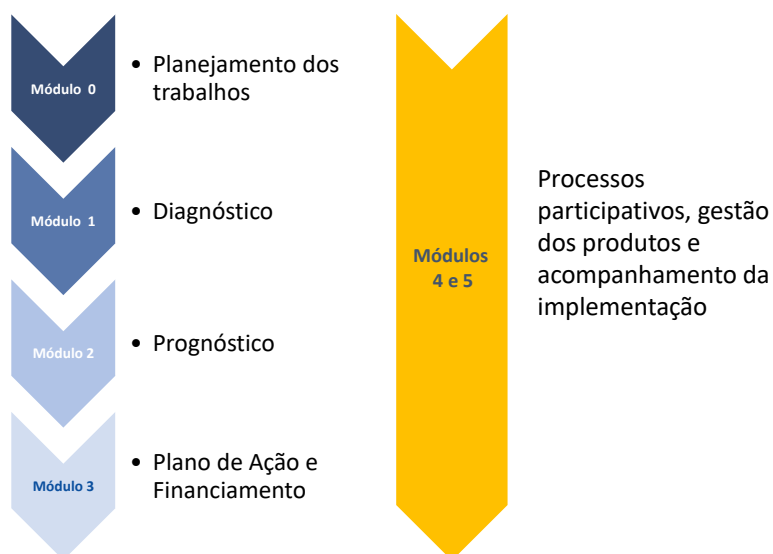 Módulo 0
• Planejamento dos
trabalhos
Módulo 1
• Diagnóstico
Módulo 2
• Prognóstico
Módulo 3
• Plano de Ação e
Financiamento
Módulos
4 e 5
Processos
participativos, gestão
dos produtos e
acompanhamento da
implementação